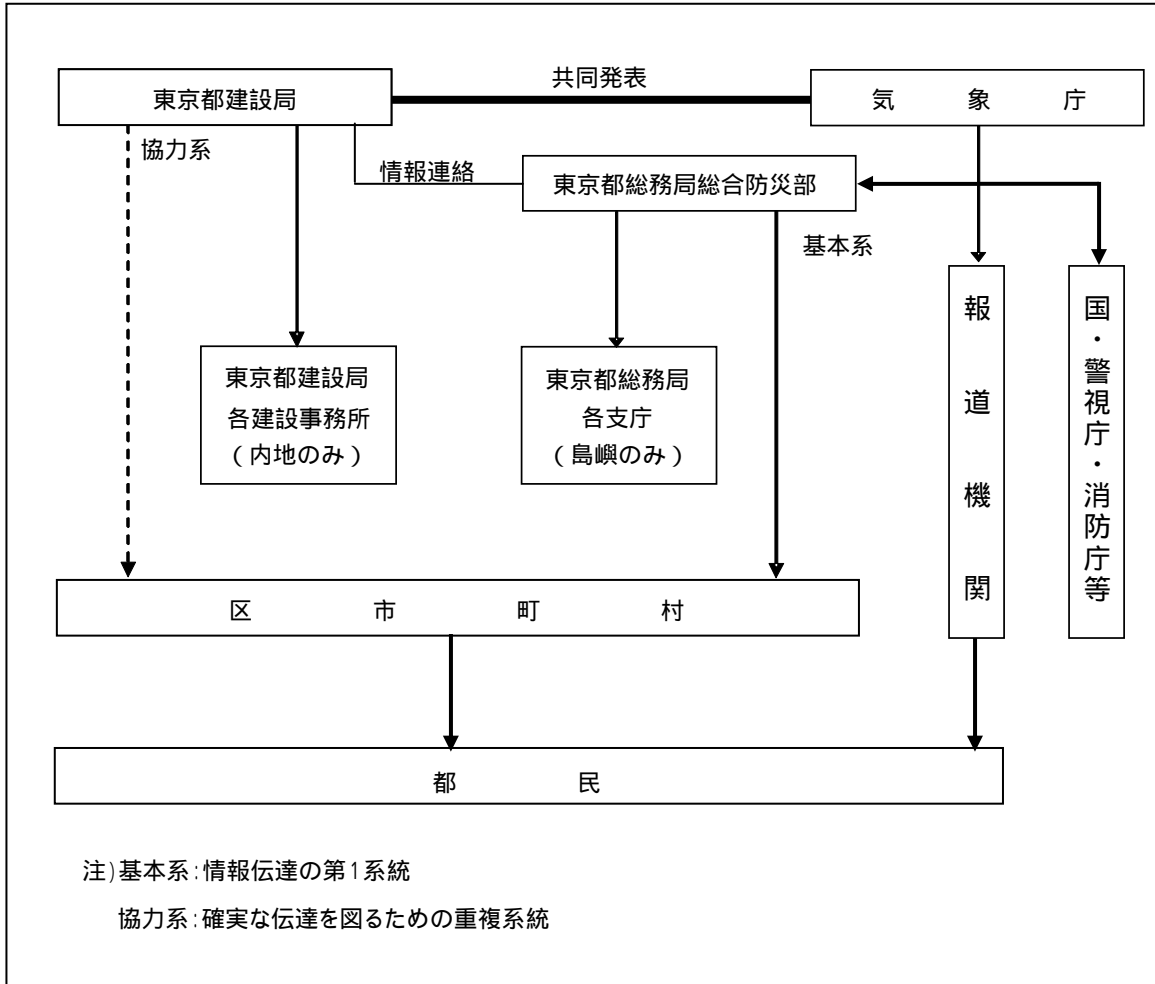 共同発表
東京都建設局
気象庁
協力系
情報連絡
東京都総務局総合防災部
基本系
東京都建設局
各建設事務所
(内地のみ)
東京都総務局
各支庁
(島嶼のみ)
報道機関
国・警視庁・消防庁等
区市町村
都民
注)基本系:情報伝達の第1系統
協力系:確実な伝達を図るための重複系統